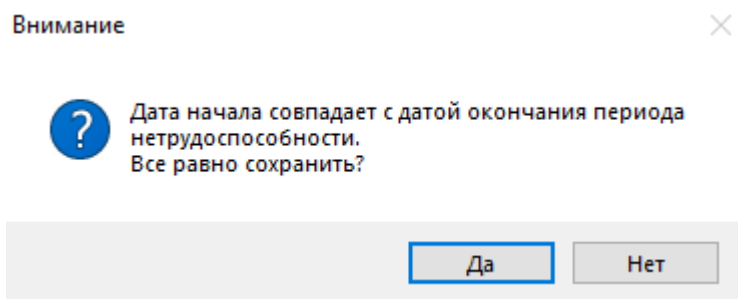 Внимание
Дата начала совпадает с датой окончания периода
нетрудоспособности.
Все равно сохранить?
Да
Нет